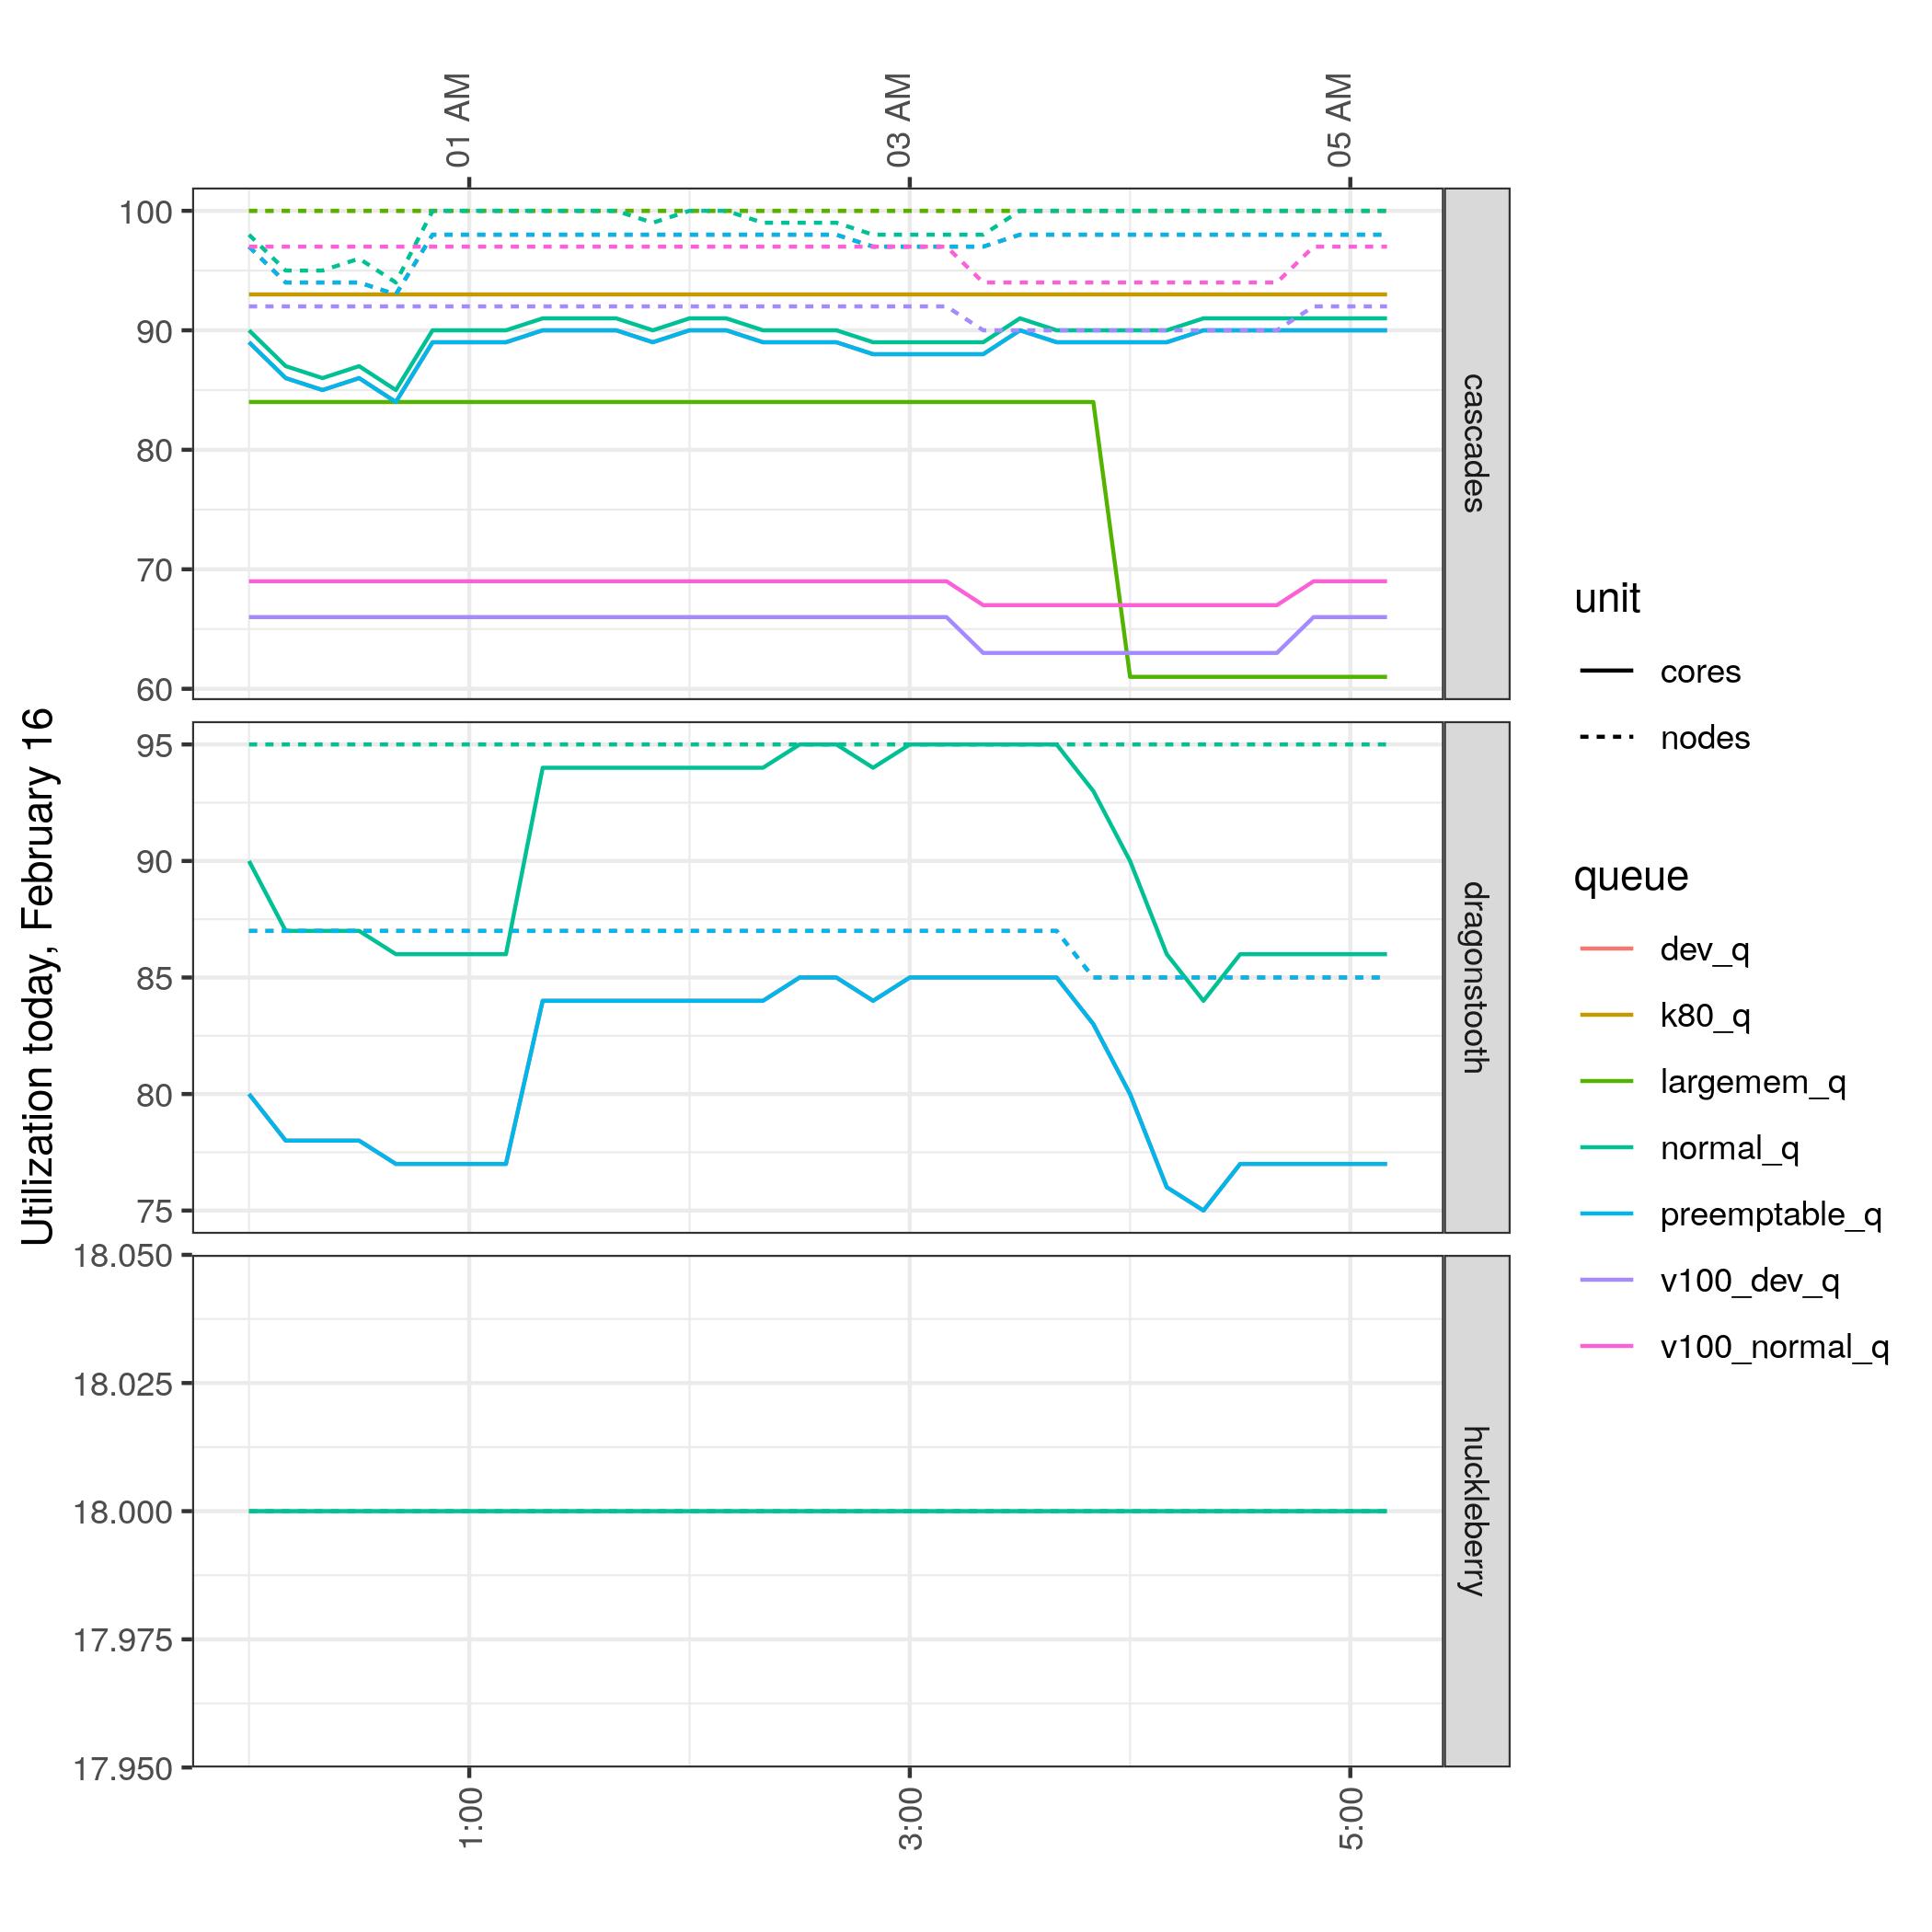 01 AM
03 AM
05 AM
Utilization today, February 16
100
90
80
70
60
cascades
95
90
85
80
75
dragonstooth
18.050
18.025
18.000
17.975
17.950
huckleberry
1:00
3:00
5:00
unit
cores
nodes
queue
dev_q
k80_q
largemem_q
normal_q
preemptable_q
v100_dev_q
v100_normal_q